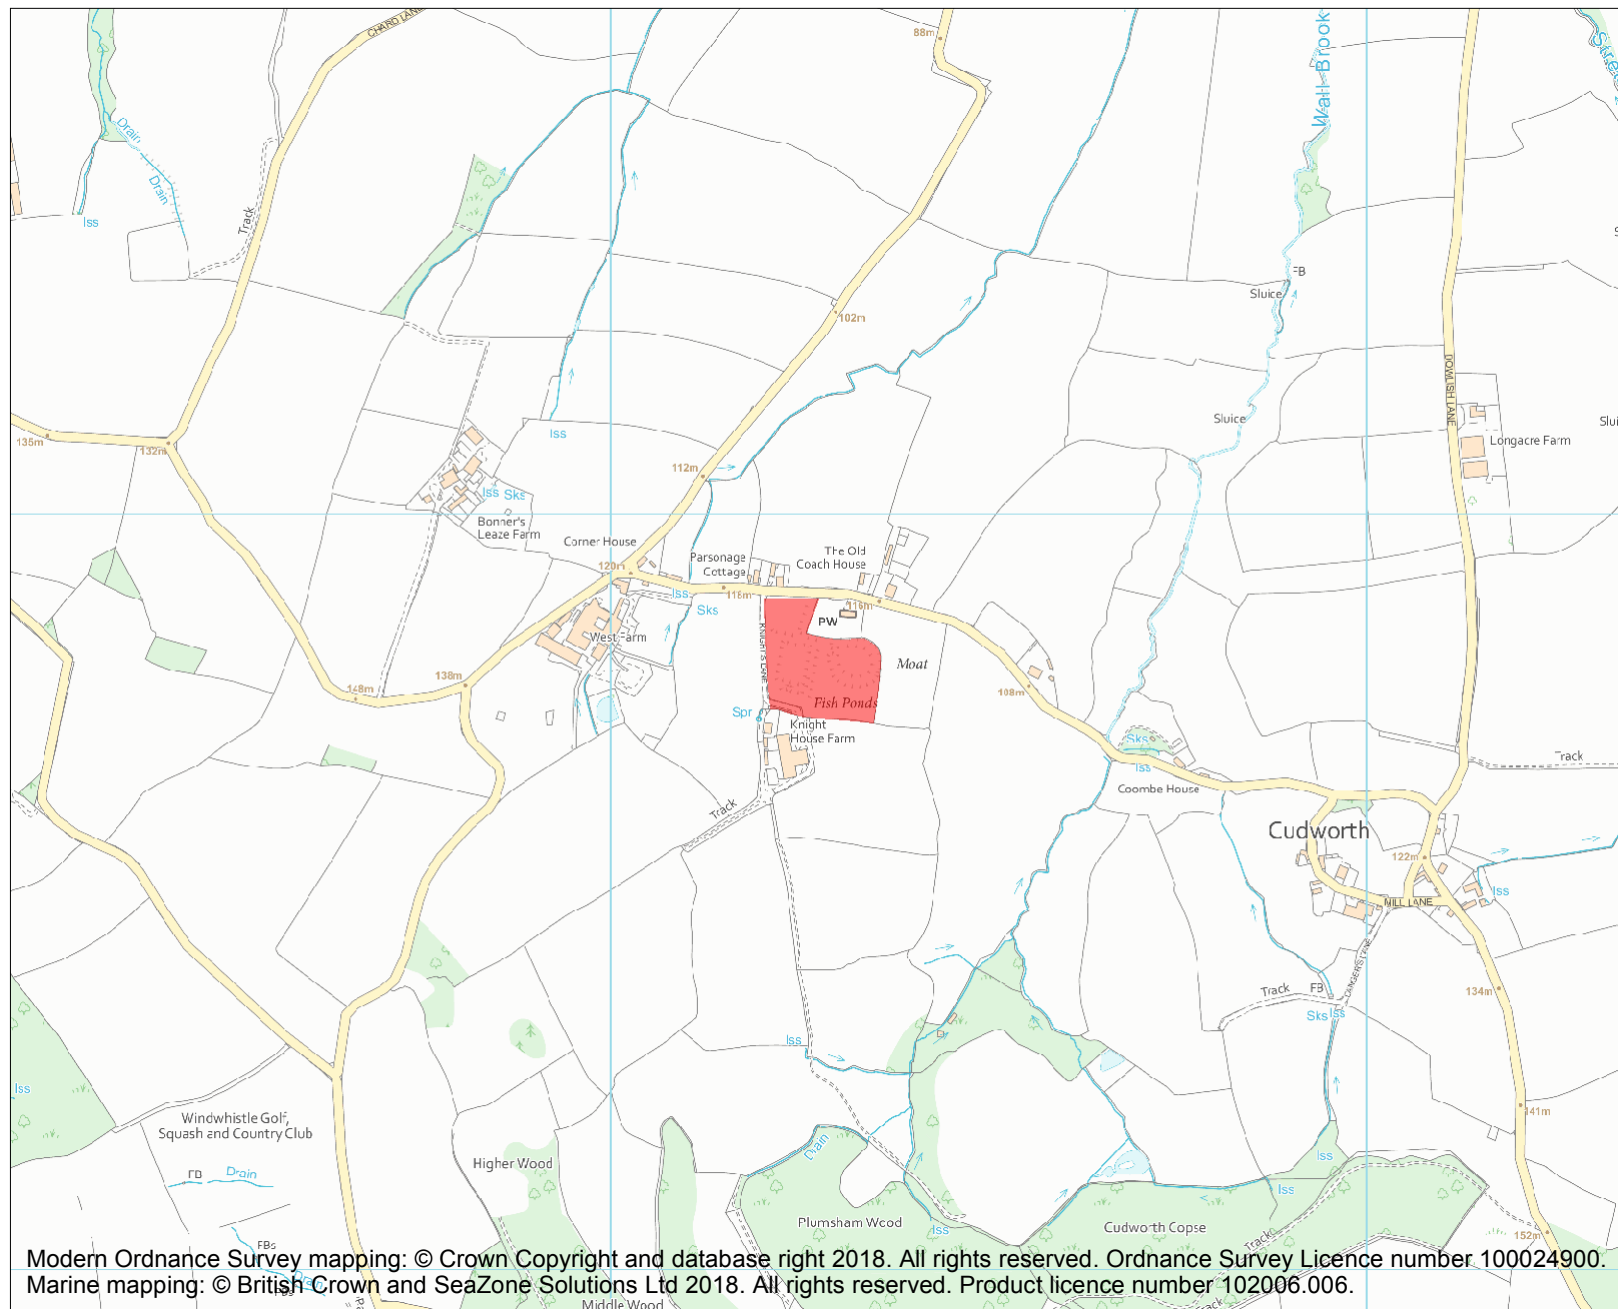 CHARD LANE
88m
Wall Brook
Drain
Drain
Iss
Track
FB
Sluice
102m
DOWLISH LANE
Sluice
135m
132m
Iss
Longacre Farm
112m
Iss Sks
Bonner's
Leaze Farm
Corner House
120m
Parsonage
Cottage
The Old
Coach House
118m
116m
Iss
Sks
PW
West Farm
KNIGHTS LANE
Moat
138m
148m
108m
Fish Ponds
Spr
Knight
House Farm
Sks
Iss
Track
Coombe House
Track
Cudworth
122m
Iss
MILL LANE
134m
Track
FB
Sks Iss
Iss
Iss
141m
Windwhistle Golf,
Squash and Country Club
Drain
Higher Wood
Iss
FB
Drain
Iss
Plumsham Wood
Iss
Cudworth Copse
Track
152m
FBs
Drain
Modern Ordnance Survey mapping: © Crown Copyright and database right 2018. All rights reserved. Ordnance Survey Licence number 100024900.
Marine mapping: © British Crown and SeaZone Solutions Ltd 2018. All rights reserved. Product licence number 102006.006.
Middle Wood